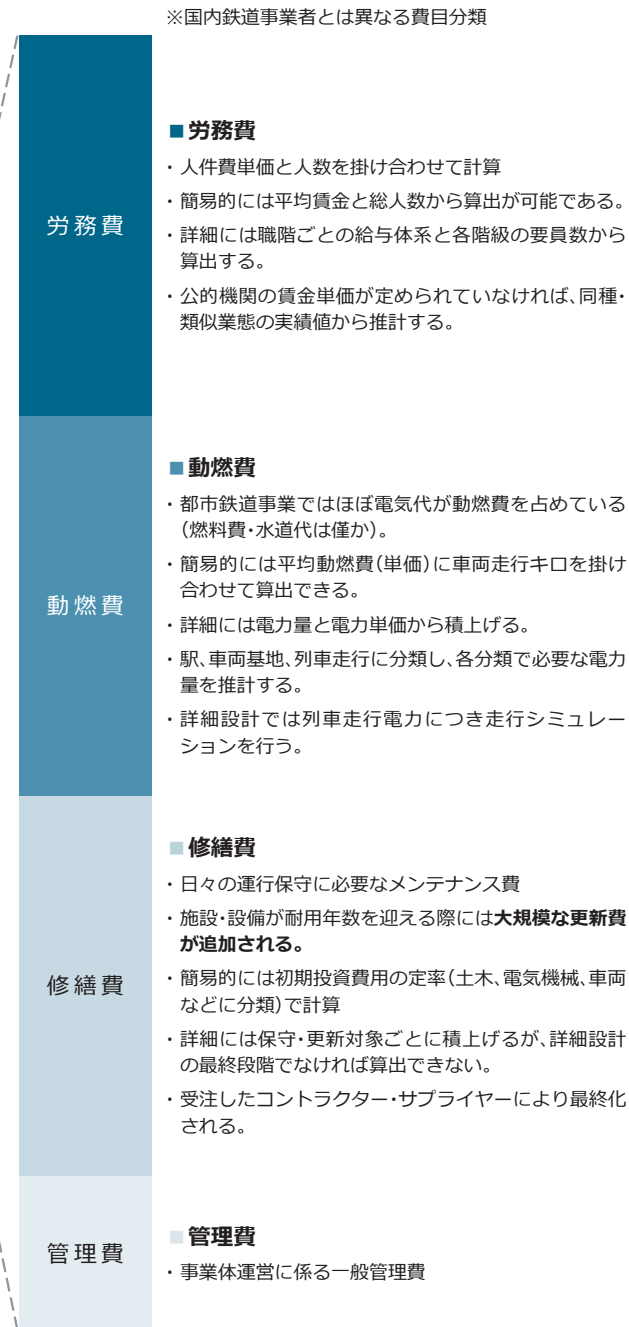 ※国内鉄道事業者とは異なる費目分類
労務費
■労務費
・人件費単価と人数を掛け合わせて計算
・簡易的には平均賃金と総人数から算出が可能である。
・詳細には職階ごとの給与体系と各階級の要員数から
算出する。
・公的機関の賃金単価が定められていなければ、同種・
類似業態の実績値から推計する。
動燃費
■動燃費
・都市鉄道事業ではほぼ電気代が動燃費を占めている
(燃料費・水道代は僅か)。
・簡易的には平均動燃費(単価)に車両走行キロを掛け
合わせて算出できる。
・詳細には電力量と電力単価から積上げる。
・駅、車両基地、列車走行に分類し、各分類で必要な電力
量を推計する。
・詳細設計では列車走行電力につき走行シミュレー
ションを行う。
修繕費
■修繕費
・日々の運行保守に必要なメンテナンス費
・施設・設備が耐用年数を迎える際には大規模な更新費
が追加される。
・簡易的には初期投資費用の定率(土木、電気機械、車両
などに分類)で計算
・詳細には保守・更新対象ごとに積上げるが、詳細設計
の最終段階でなければ算出できない。
・受注したコントラクター・サプライヤーにより最終化
される。
管理費
■管理費
・事業体運営に係る一般管理費